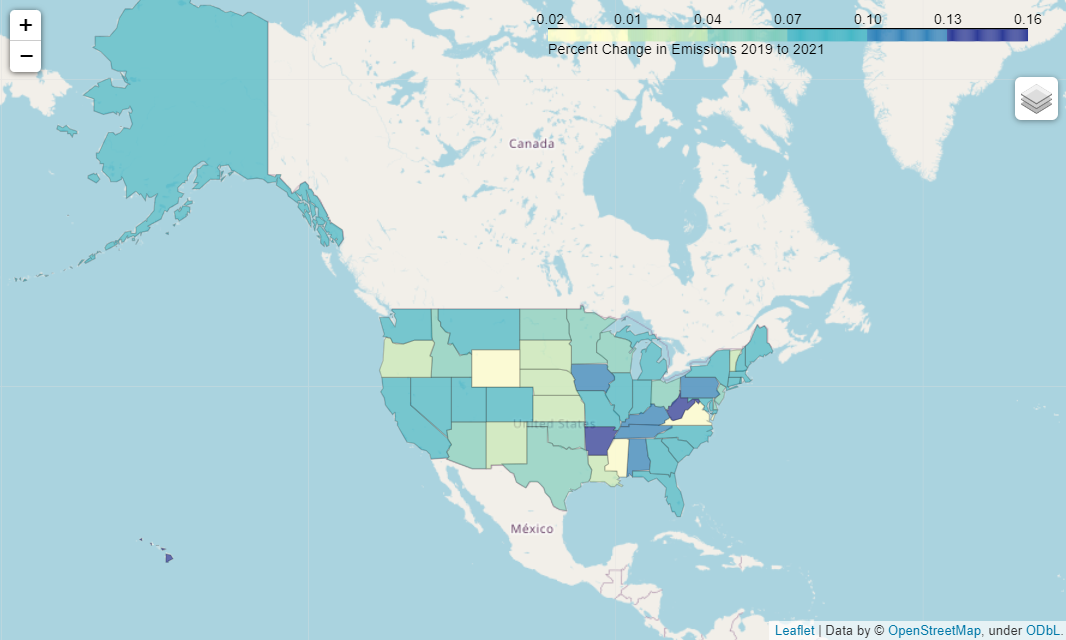 +
−
-0.02 0.01 0.04 0.07 0.10 0.13 0.16
Percent Change in Emissions 2019 to 2021
Canada
United States
México
Leaflet | Data by © OpenStreetMap, under ODbL.